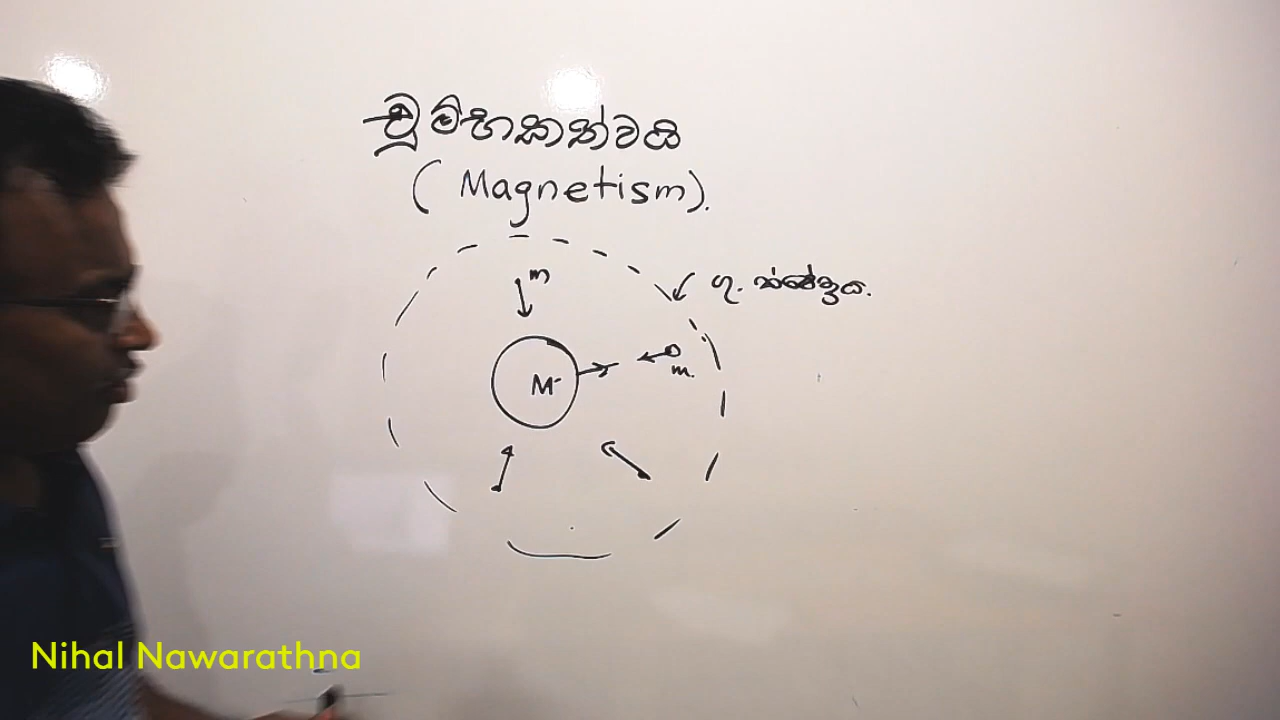 චුම්භකත්වය
(Magnetism).
m
ගු. ක්ෂේත්‍රය.
M
m.
Nihal Nawarathna